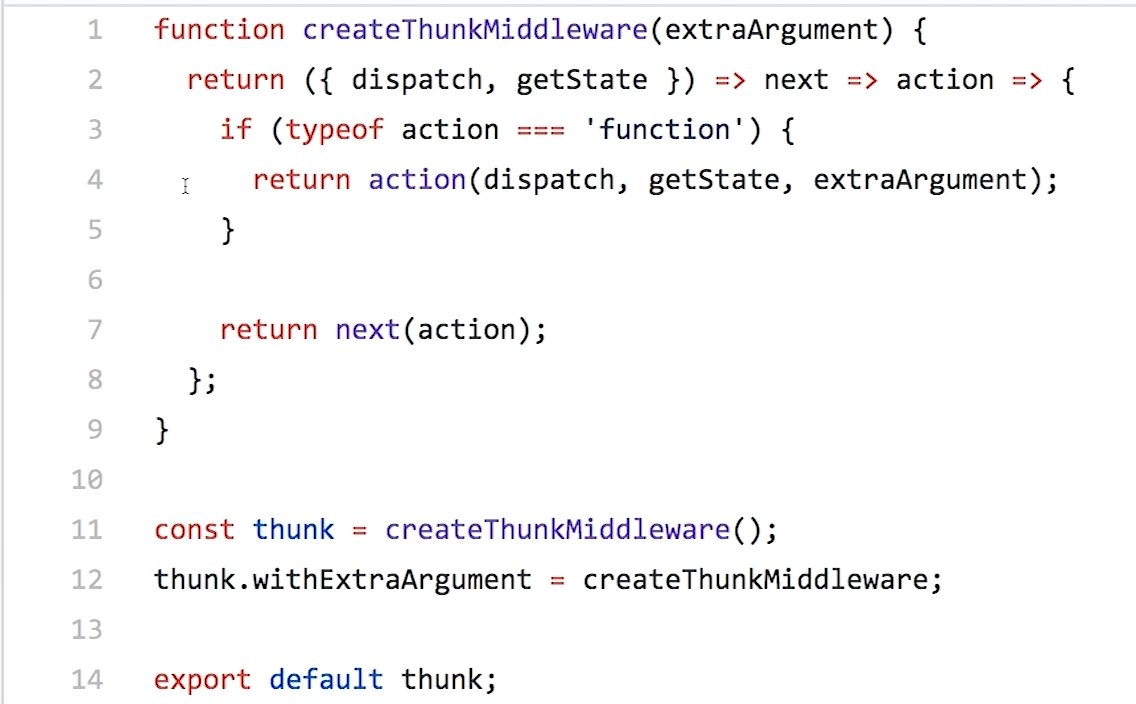 1 function createThunkMiddleware(extraArgument) {
2   return ({ dispatch, getState }) => next => action => {
3     if (typeof action === 'function') {
4       return action(dispatch, getState, extraArgument);
5     }
6
7     return next(action);
8   };
9 }
10
11 const thunk = createThunkMiddleware();
12 thunk.withExtraArgument = createThunkMiddleware;
13
14 export default thunk;